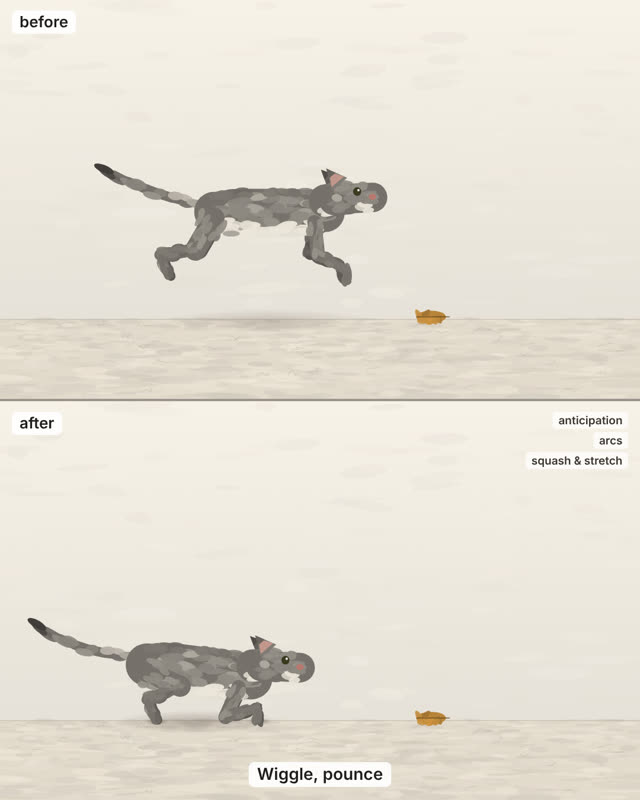 before
after
anticipation
arcs
squash & stretch
Wiggle, pounce